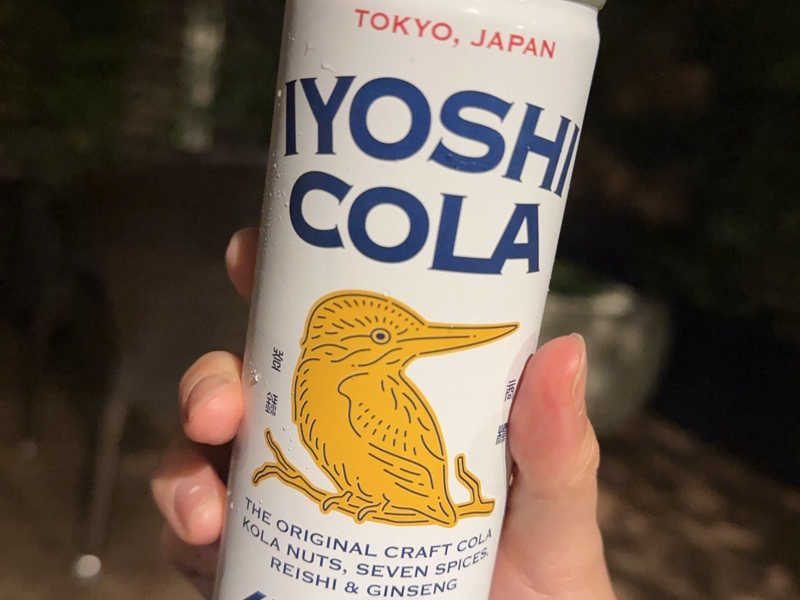 TOKYO, JAPAN
IYOSHI
COLA
THE ORIGINAL CRAFT COLA
KOLA NUTS, SEVEN SPICES,
REISHI & GINSENG